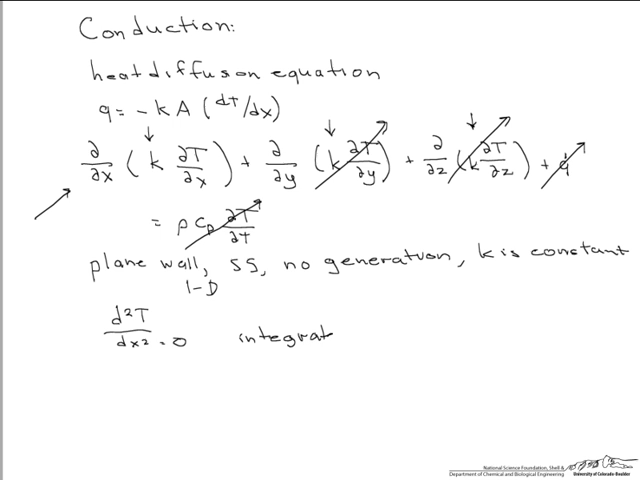 Conduction:
heat diffuson equation
q = -kA (dT/dx)
∂/∂x (k ∂T/∂x) + ∂/∂y (k ∂T/∂y) + ∂/∂z (k ∂T/∂z) + q̇
= ρ cp ∂T/∂t
plane wall, SS, no generation, k is constant
1-D
d²T/dx² = 0 integrat
National Science Foundation, Shell &
Department of Chemical and Biological Engineering
University of Colorado-Boulder